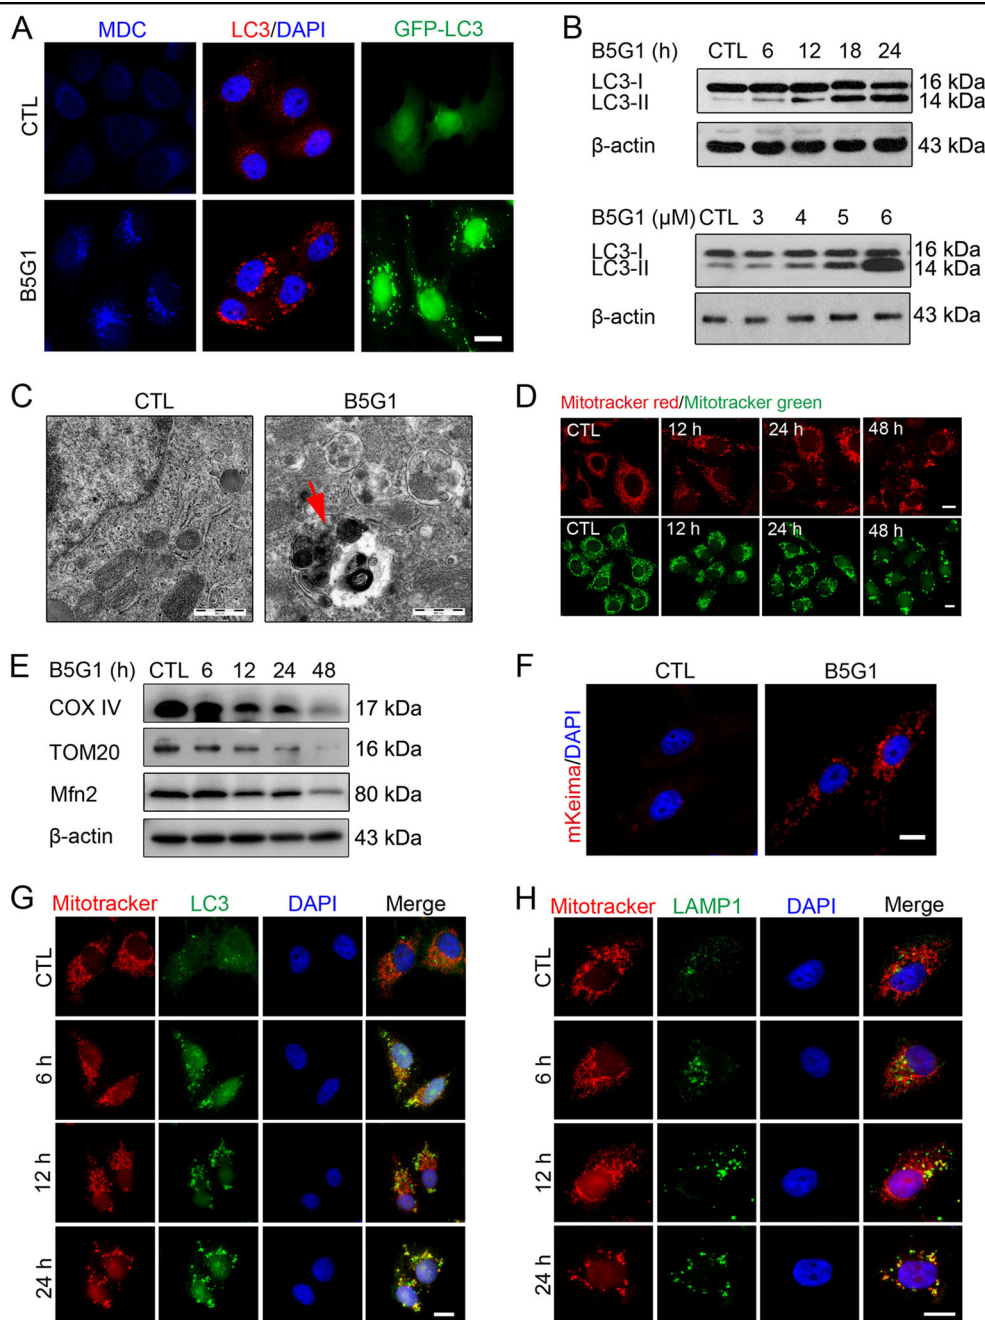 A
MDC
LC3/DAPI
GFP-LC3
CTL
B5G1
B
B5G1 (h) CTL 6 12 18 24
LC3-I 16 kDa
LC3-II 14 kDa
β-actin 43 kDa
B5G1 (µM) CTL 3 4 5 6
LC3-I 16 kDa
LC3-II 14 kDa
β-actin 43 kDa
C
CTL
B5G1
D
Mitotracker red/Mitotracker green
CTL 12 h 24 h 48 h
CTL 12 h 24 h 48 h
E
B5G1 (h) CTL 6 12 24 48
COX IV 17 kDa
TOM20 16 kDa
Mfn2 80 kDa
β-actin 43 kDa
F
CTL
B5G1
mKeima/DAPI
G
Mitotracker LC3 DAPI Merge
CTL
6 h
12 h
24 h
H
Mitotracker LAMP1 DAPI Merge
CTL
6 h
12 h
24 h